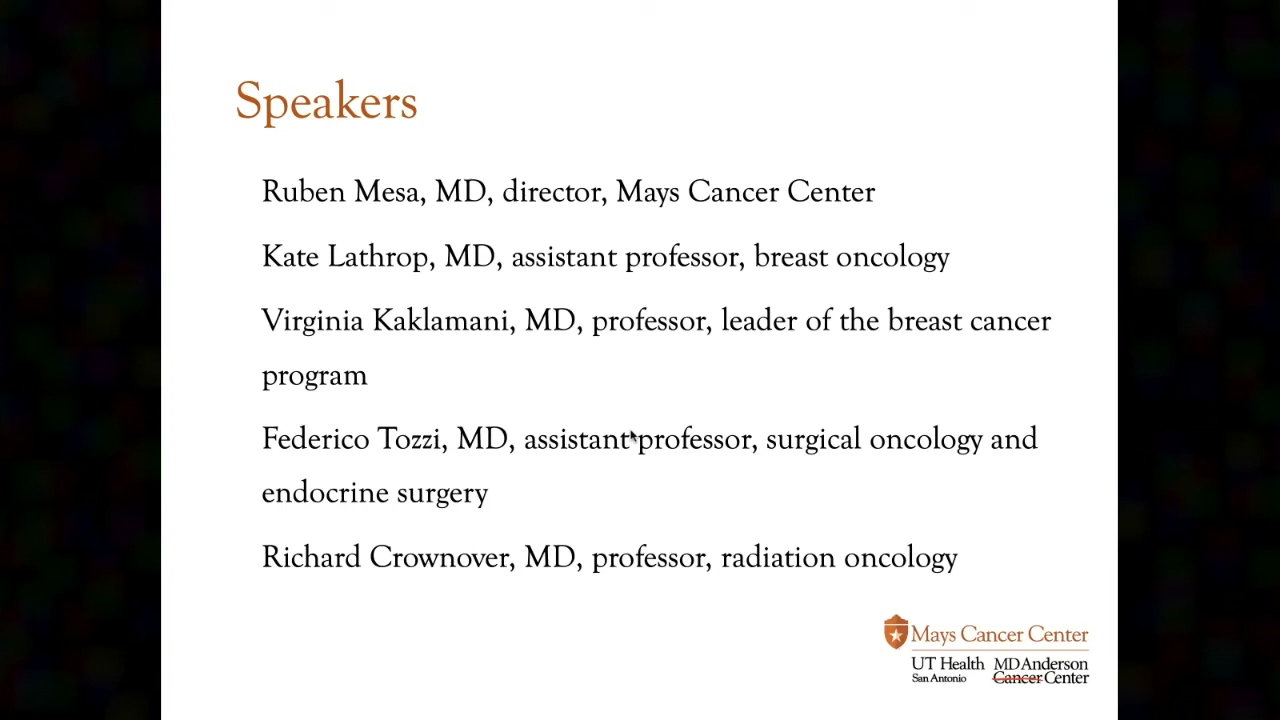 Speakers
Ruben Mesa, MD, director, Mays Cancer Center
Kate Lathrop, MD, assistant professor, breast oncology
Virginia Kaklamani, MD, professor, leader of the breast cancer
program
Federico Tozzi, MD, assistant professor, surgical oncology and
endocrine surgery
Richard Crownover, MD, professor, radiation oncology
Mays Cancer Center
UT Health MD Anderson
San Antonio Cancer Center